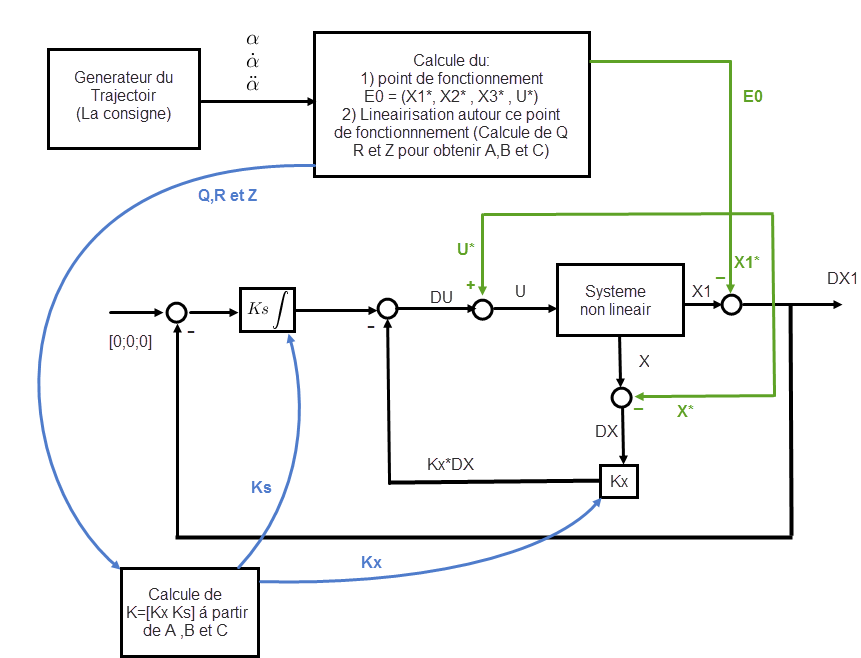 Generateur du
Trajectoir
(La consigne)
α
α̇
α̈
Calcule du:
1) point de fonctionnement
E0 = (X1*, X2* , X3* , U*)
2) Lineairisation autour ce point
de fonctionnnement (Calcule de Q
R et Z pour obtenir A,B et C)
E0
Q,R et Z
U*
+
DU
U
Systeme
non lineair
X1
−
X1*
DX1
[0;0;0]
-
Ks ∫
-
X
−
X*
DX
Kx*DX
Kx
Ks
Kx
Calcule de
K=[Kx Ks] á partir
de A ,B et C